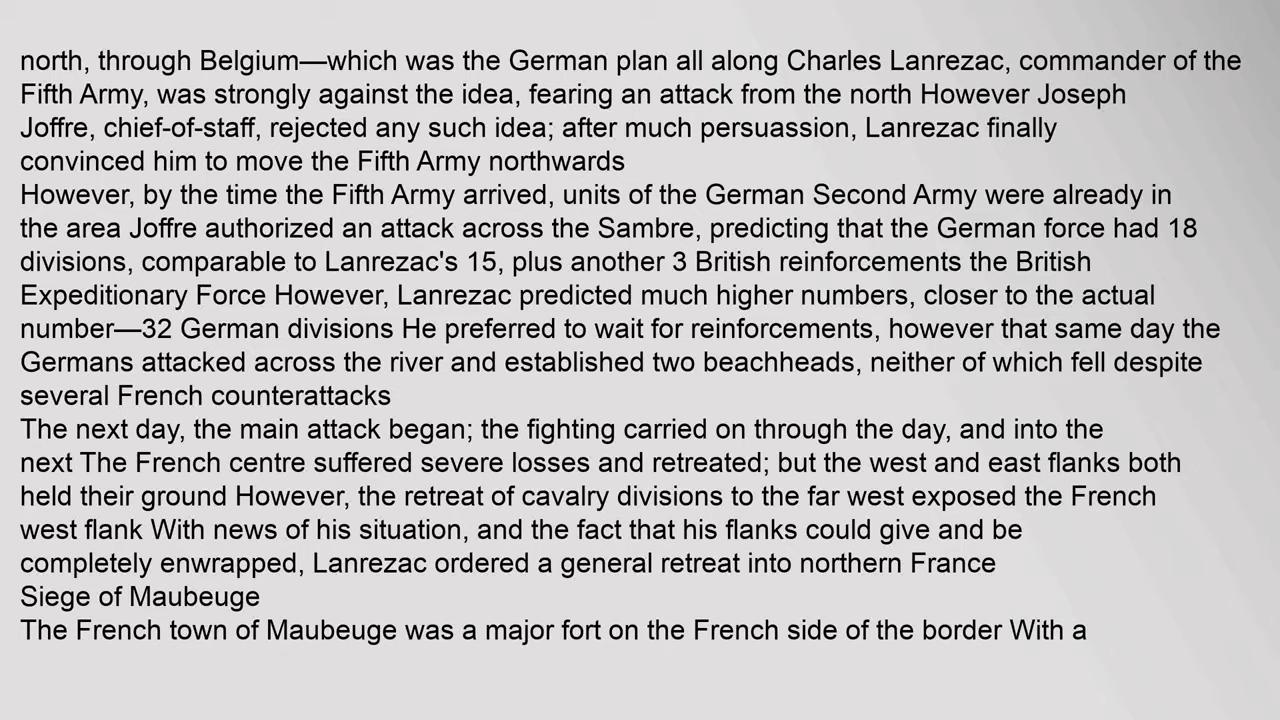 north, through Belgium—which was the German plan all along Charles Lanrezac, commander of the
Fifth Army, was strongly against the idea, fearing an attack from the north However Joseph
Joffre, chief-of-staff, rejected any such idea; after much persuassion, Lanrezac finally
convinced him to move the Fifth Army northwards
However, by the time the Fifth Army arrived, units of the German Second Army were already in
the area Joffre authorized an attack across the Sambre, predicting that the German force had 18
divisions, comparable to Lanrezac's 15, plus another 3 British reinforcements the British
Expeditionary Force However, Lanrezac predicted much higher numbers, closer to the actual
number—32 German divisions He preferred to wait for reinforcements, however that same day the
Germans attacked across the river and established two beachheads, neither of which fell despite
several French counterattacks
The next day, the main attack began; the fighting carried on through the day, and into the
next The French centre suffered severe losses and retreated; but the west and east flanks both
held their ground However, the retreat of cavalry divisions to the far west exposed the French
west flank With news of his situation, and the fact that his flanks could give and be
completely enwrapped, Lanrezac ordered a general retreat into northern France
Siege of Maubeuge
The French town of Maubeuge was a major fort on the French side of the border With a